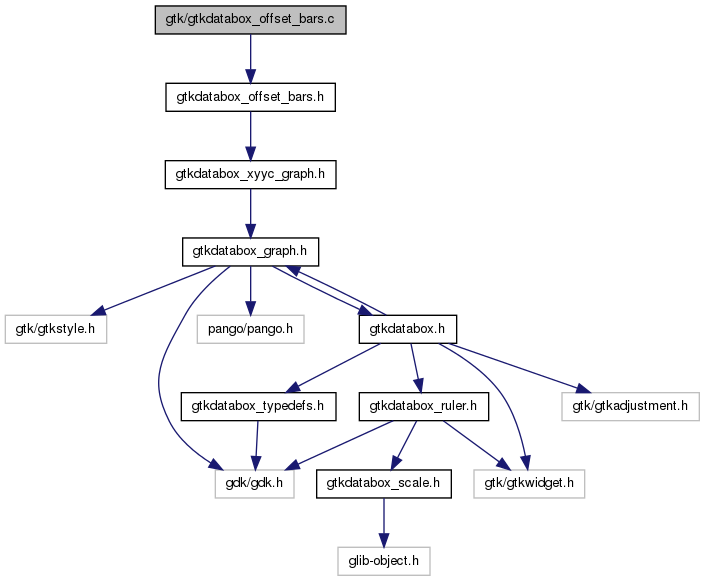 gtk/gtkdatabox_offset_bars.c
gtkdatabox_offset_bars.h
gtkdatabox_xyyc_graph.h
gtkdatabox_graph.h
gtk/gtkstyle.h
pango/pango.h
gtkdatabox.h
gtkdatabox_typedefs.h
gtkdatabox_ruler.h
gtk/gtkadjustment.h
gdk/gdk.h
gtkdatabox_scale.h
gtk/gtkwidget.h
glib-object.h